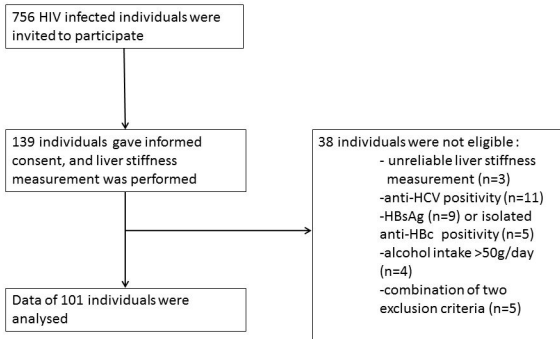 756 HIV infected individuals were
invited to participate
139 individuals gave informed
consent, and liver stiffness
measurement was performed
38 individuals were not eligible :
- unreliable liver stiffness
measurement (n=3)
-anti-HCV positivity (n=11)
-HBsAg (n=9) or isolated
anti-HBc positivity (n=5)
-alcohol intake >50g/day
(n=4)
-combination of two
exclusion criteria (n=5)
Data of 101 individuals were
analysed